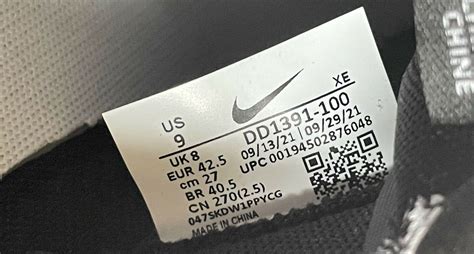 XE
US
9
UK 8
EUR 42.5
cm 27
BR 40.5
CN 270(2.5)
047SKDW1PPYCG
MADE IN CHINA
DD1391-100
09/13/21 09/29/21
UPC 00194502876048
CHINE